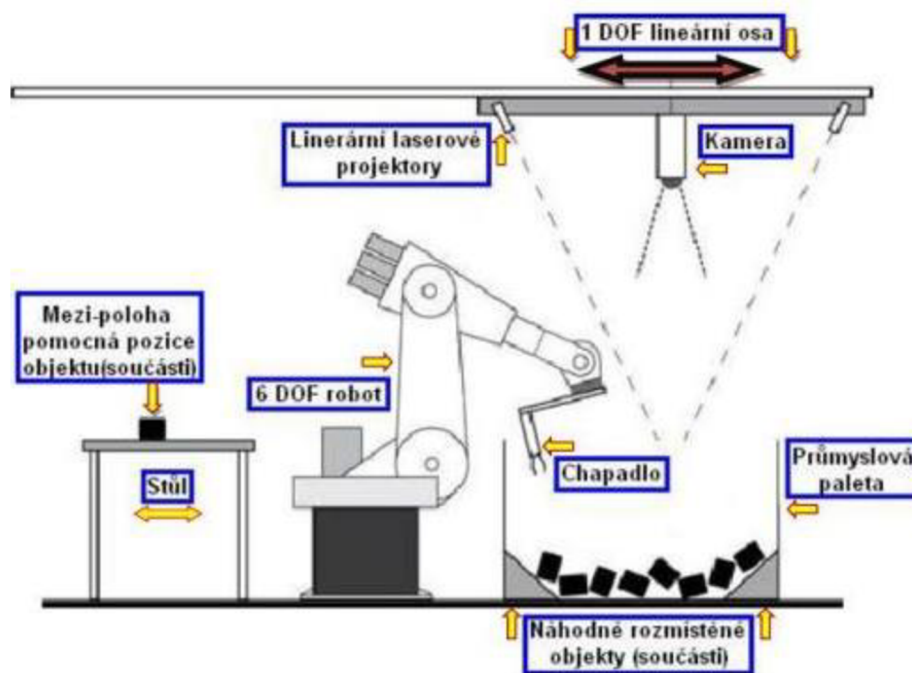 1 DOF lineární osa
Linerární laserové
projektory
Kamera
Mezi-poloha
pomocná pozice
objektu(součásti)
6 DOF robot
Chapadlo
Průmyslová
paleta
Stůl
Náhodné rozmístěné
objekty (součásti)